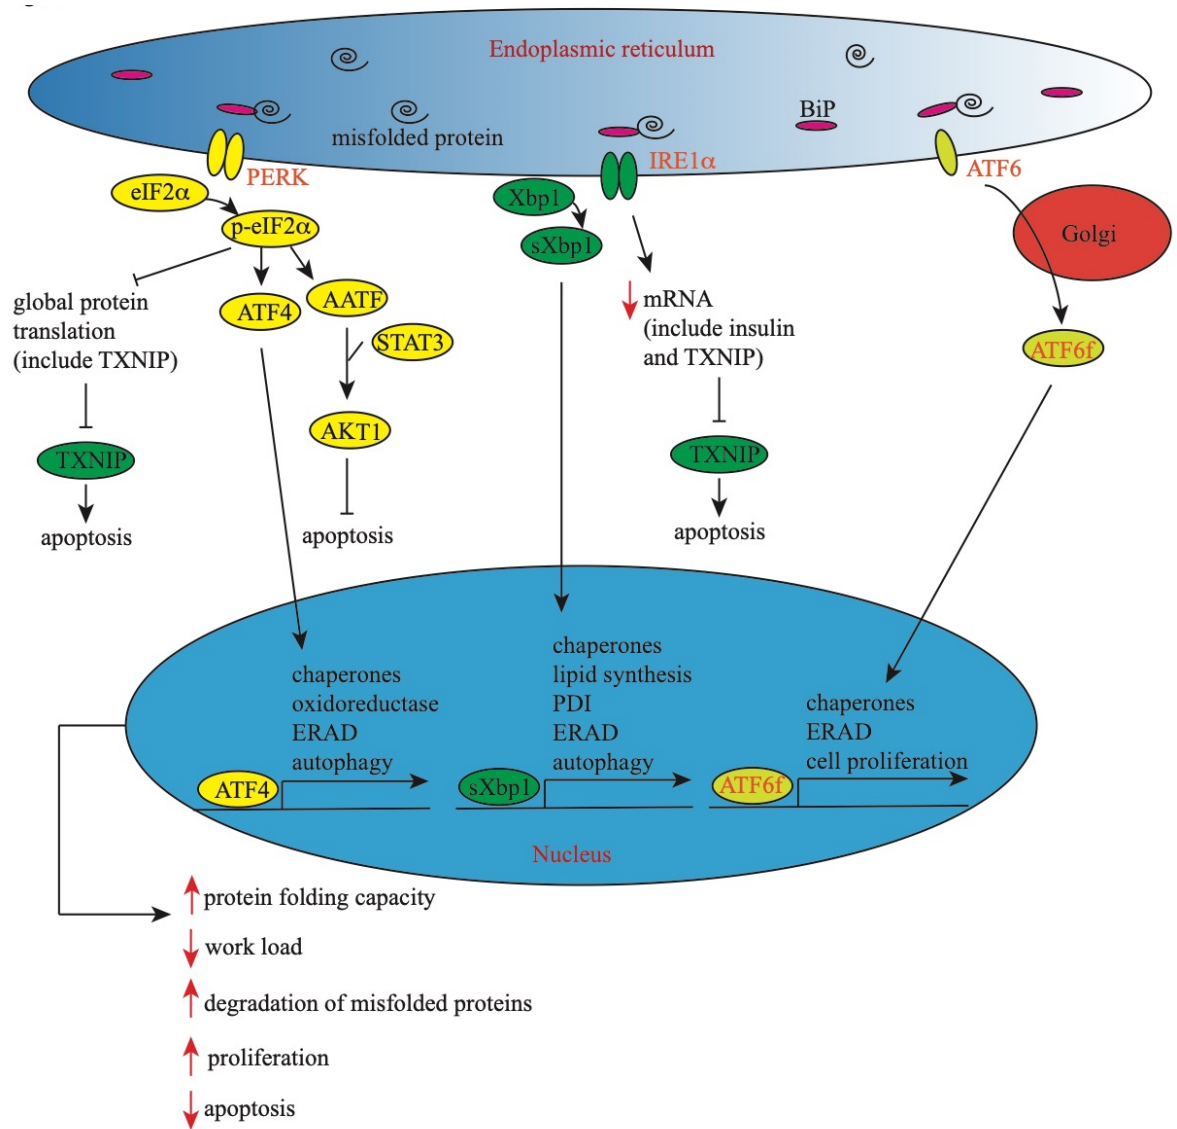 Endoplasmic reticulum
BiP
misfolded protein
PERK
IRE1α
ATF6
eIF2α
p-eIF2α
Xbp1
sXbp1
Golgi
global protein
translation
(include TXNIP)
ATF4
AATF
STAT3
AKT1
mRNA
(include insulin
and TXNIP)
ATF6f
TXNIP
apoptosis
apoptosis
TXNIP
apoptosis
chaperones
oxidoreductase
ERAD
autophagy
ATF4
chaperones
lipid synthesis
PDI
ERAD
autophagy
sXbp1
chaperones
ERAD
cell proliferation
ATF6f
Nucleus
protein folding capacity
work load
degradation of misfolded proteins
proliferation
apoptosis